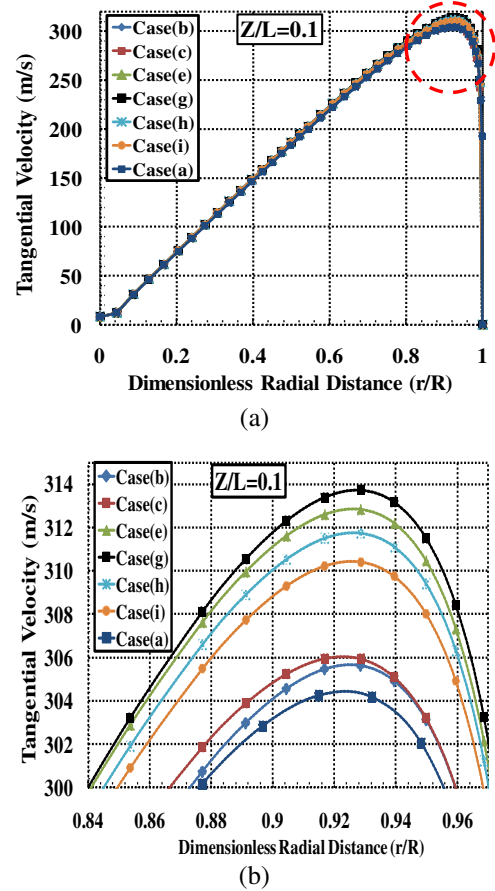 Z/L=0.1
Case(b)
Case(c)
Case(e)
Case(g)
Case(h)
Case(i)
Case(a)
Tangential Velocity (m/s)
300
250
200
150
100
50
0
0 0.2 0.4 0.6 0.8 1
Dimensionless Radial Distance (r/R)
(a)
Z/L=0.1
Case(b)
Case(c)
Case(e)
Case(g)
Case(h)
Case(i)
Case(a)
Tangential Velocity (m/s)
314
312
310
308
306
304
302
300
0.84 0.86 0.88 0.9 0.92 0.94 0.96
Dimensionless Radial Distance (r/R)
(b)